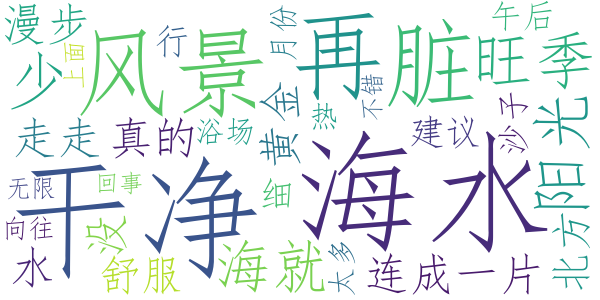 漫步
上面
少
风景
行
月份
再
脏
午后
旺季
走走
真的
浴场
黄金
热
不错
建议
沙子
阳光
干净
海水
无限
回事
向往
没
细
北方
水
舒服
海就
太多
连成一片